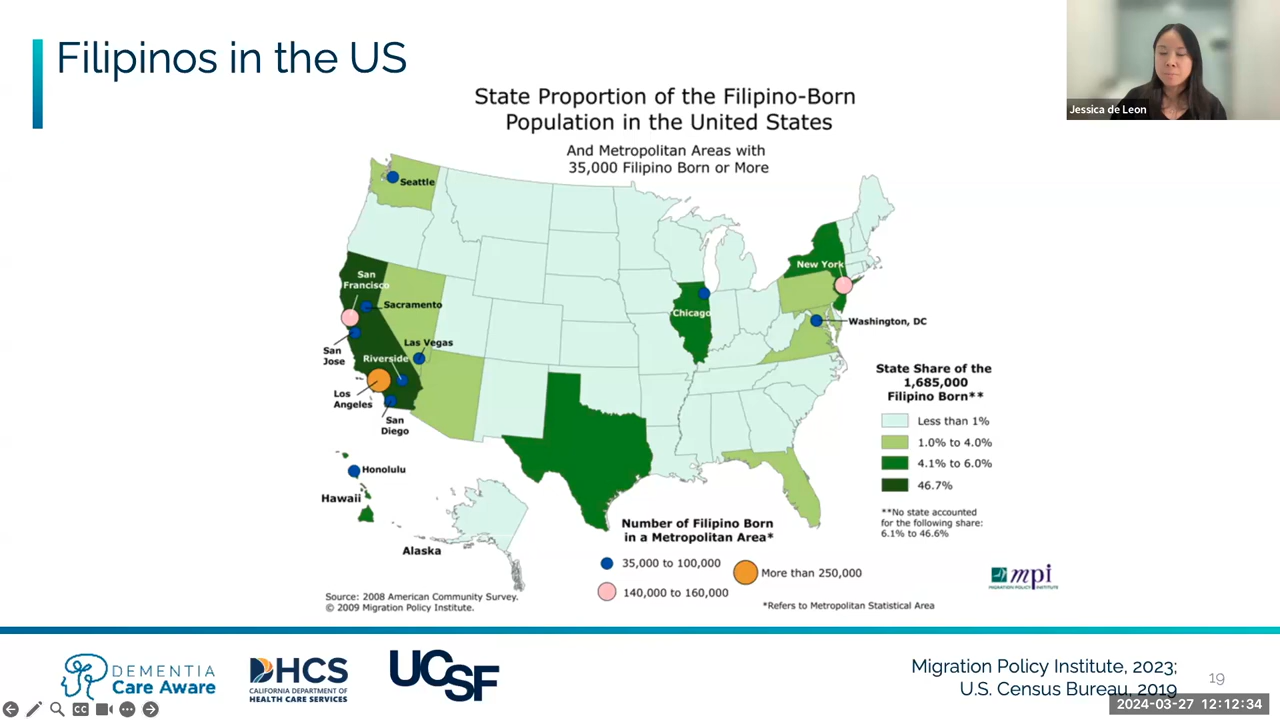 Filipinos in the US
Jessica de Leon
State Proportion of the Filipino-Born
Population in the United States
And Metropolitan Areas with
35,000 Filipino Born or More
Seattle
San
Francisco
Sacramento
San
Jose
Las Vegas
Riverside
Los
Angeles
San
Diego
Honolulu
Hawaii
Alaska
Chicago
New York
Washington, DC
State Share of the
1,685,000
Filipino Born**
Less than 1%
1.0% to 4.0%
4.1% to 6.0%
46.7%
**No state accounted
for the following share:
6.1% to 46.6%
Number of Filipino Born
in a Metropolitan Area*
35,000 to 100,000
More than 250,000
140,000 to 160,000
*Refers to Metropolitan Statistical Area
Source: 2008 American Community Survey.
© 2009 Migration Policy Institute.
mpi
MIGRATION POLICY INSTITUTE
DEMENTIA
Care Aware
DHCS
CALIFORNIA DEPARTMENT OF
HEALTH CARE SERVICES
UCSF
Migration Policy Institute, 2023;
U.S. Census Bureau, 2019
19
CC
2024-03-27 12:12:34